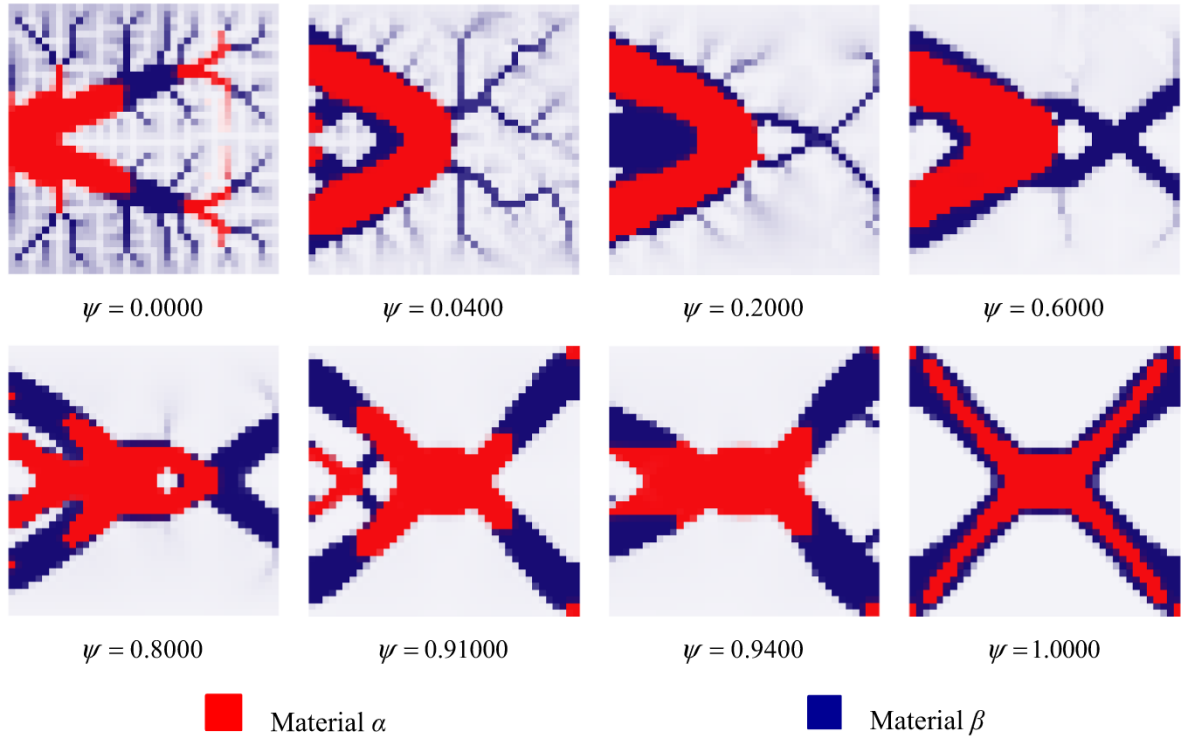 ψ = 0.0000
ψ = 0.0400
ψ = 0.2000
ψ = 0.6000
ψ = 0.8000
ψ = 0.91000
ψ = 0.9400
ψ = 1.0000
Material α
Material β